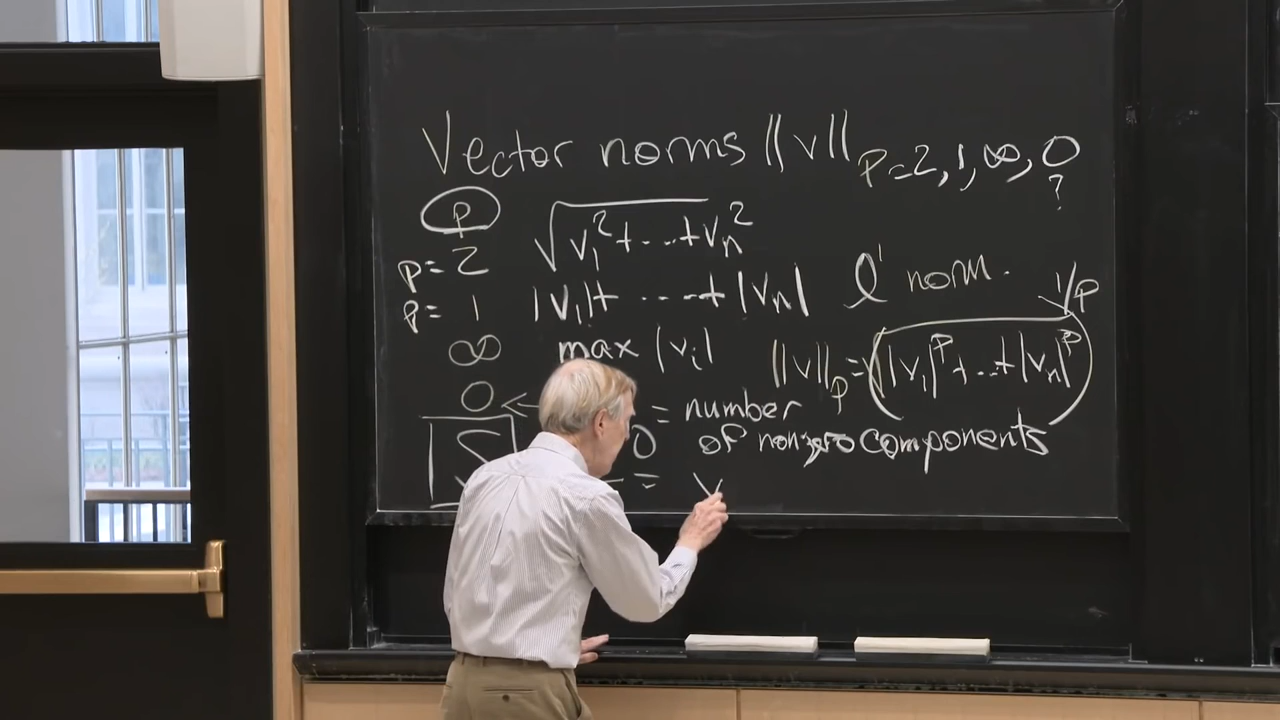 Vector norms ||v|| p=2, 1, ∞, 0
?
p
p=2 √v₁²+...+vₙ²
p=1 |v₁|+ ....+|vₙ| l¹ norm.
∞ max |vᵢ| ||v||ₚ=(|v₁|ᵖ+...+|vₙ|ᵖ)^1/p
0 ← = number
S 0 of nonzero components
= v